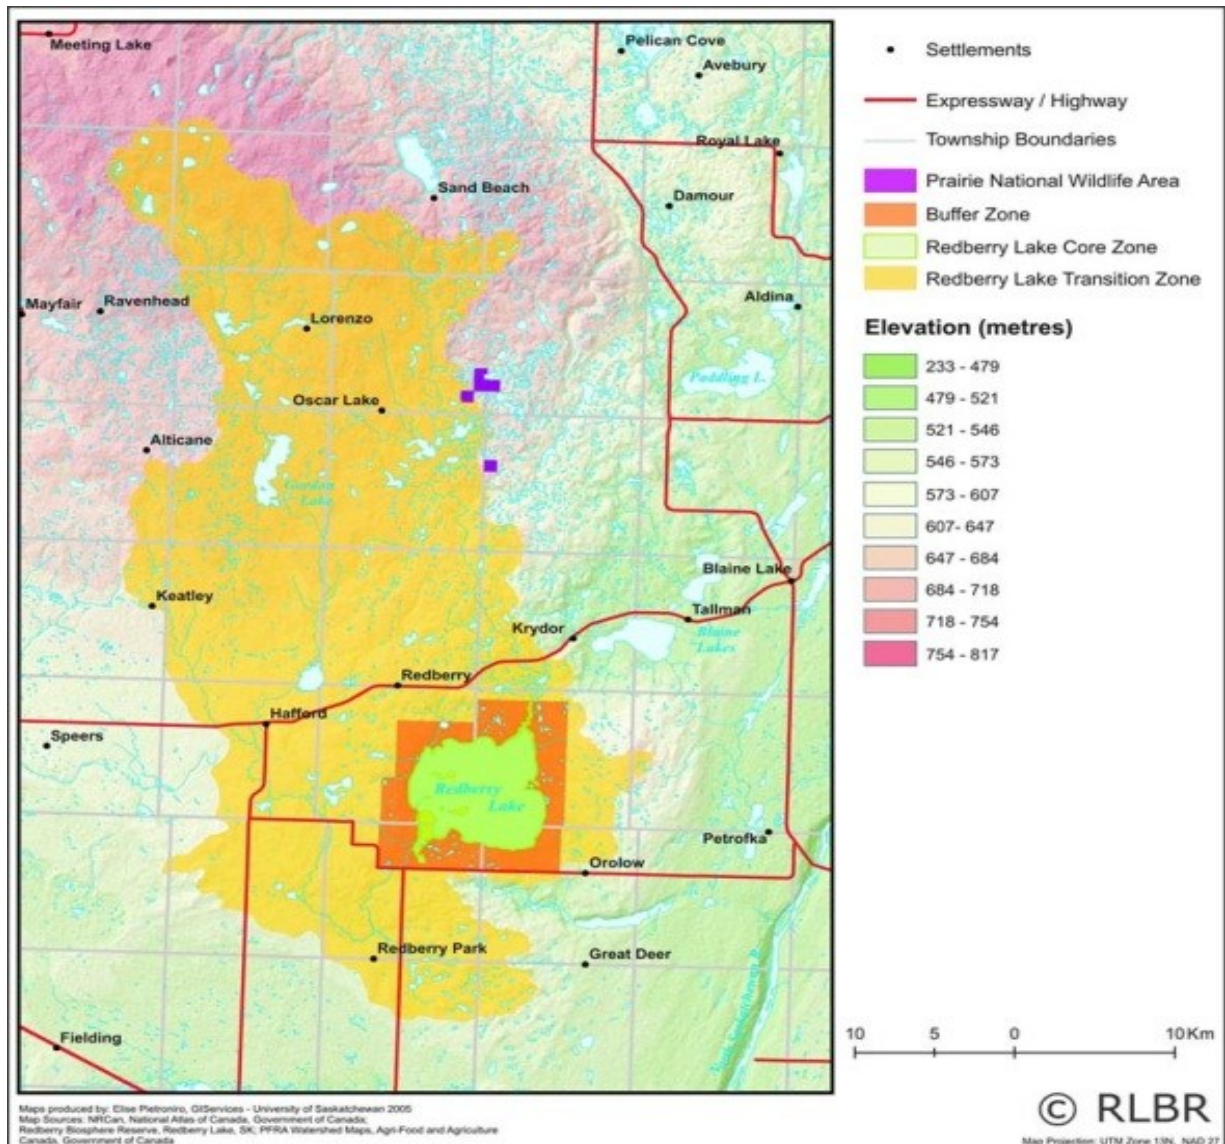 Meeting Lake
Pelican Cove
Avebury
Royal Lake
Sand Beach
Damour
Mayfair
Ravenhead
Aldina
Lorenzo
Paddling L.
Oscar Lake
Alticane
Gordon
Lake
Blaine Lake
Keatley
Tallman
Krydor
Blaine
Lakes
Redberry
Hafford
Speers
Redberry
Lake
Petrofka
Orolow
Redberry Park
Great Deer
North Saskatchewan R.
Fielding
Settlements
Expressway / Highway
Township Boundaries
Prairie National Wildlife Area
Buffer Zone
Redberry Lake Core Zone
Redberry Lake Transition Zone
Elevation (metres)
233 - 479
479 - 521
521 - 546
546 - 573
573 - 607
607- 647
647 - 684
684 - 718
718 - 754
754 - 817
10 5 0 10Km
© RLBR
Map Projection: UTM Zone 13N, NAD 27
Maps produced by: Elise Pietroniro, GIServices - University of Saskatchewan 2005
Map Sources: NRCan, National Atlas of Canada, Government of Canada;
Redberry Biosphere Reserve, Redberry Lake, SK; PFRA Watershed Maps, Agri-Food and Agriculture
Canada, Government of Canada